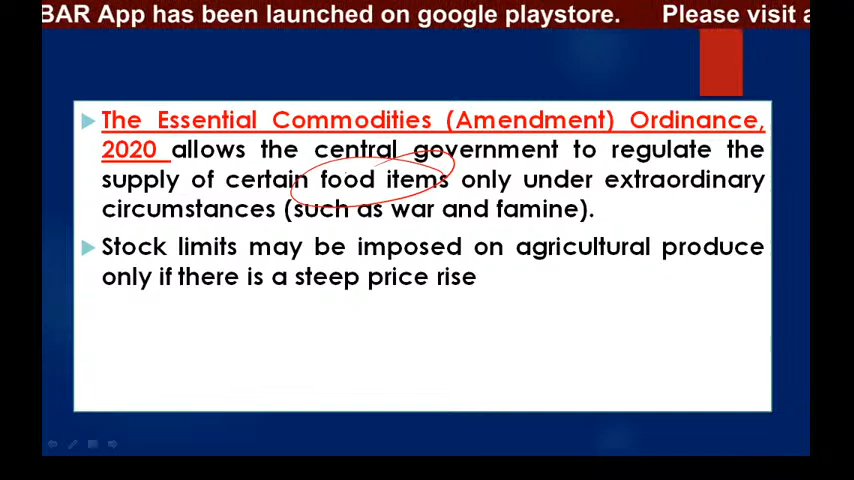 BAR App has been launched on google playstore. Please visit a
The Essential Commodities (Amendment) Ordinance,
2020 allows the central government to regulate the
supply of certain food items only under extraordinary
circumstances (such as war and famine).
Stock limits may be imposed on agricultural produce
only if there is a steep price rise